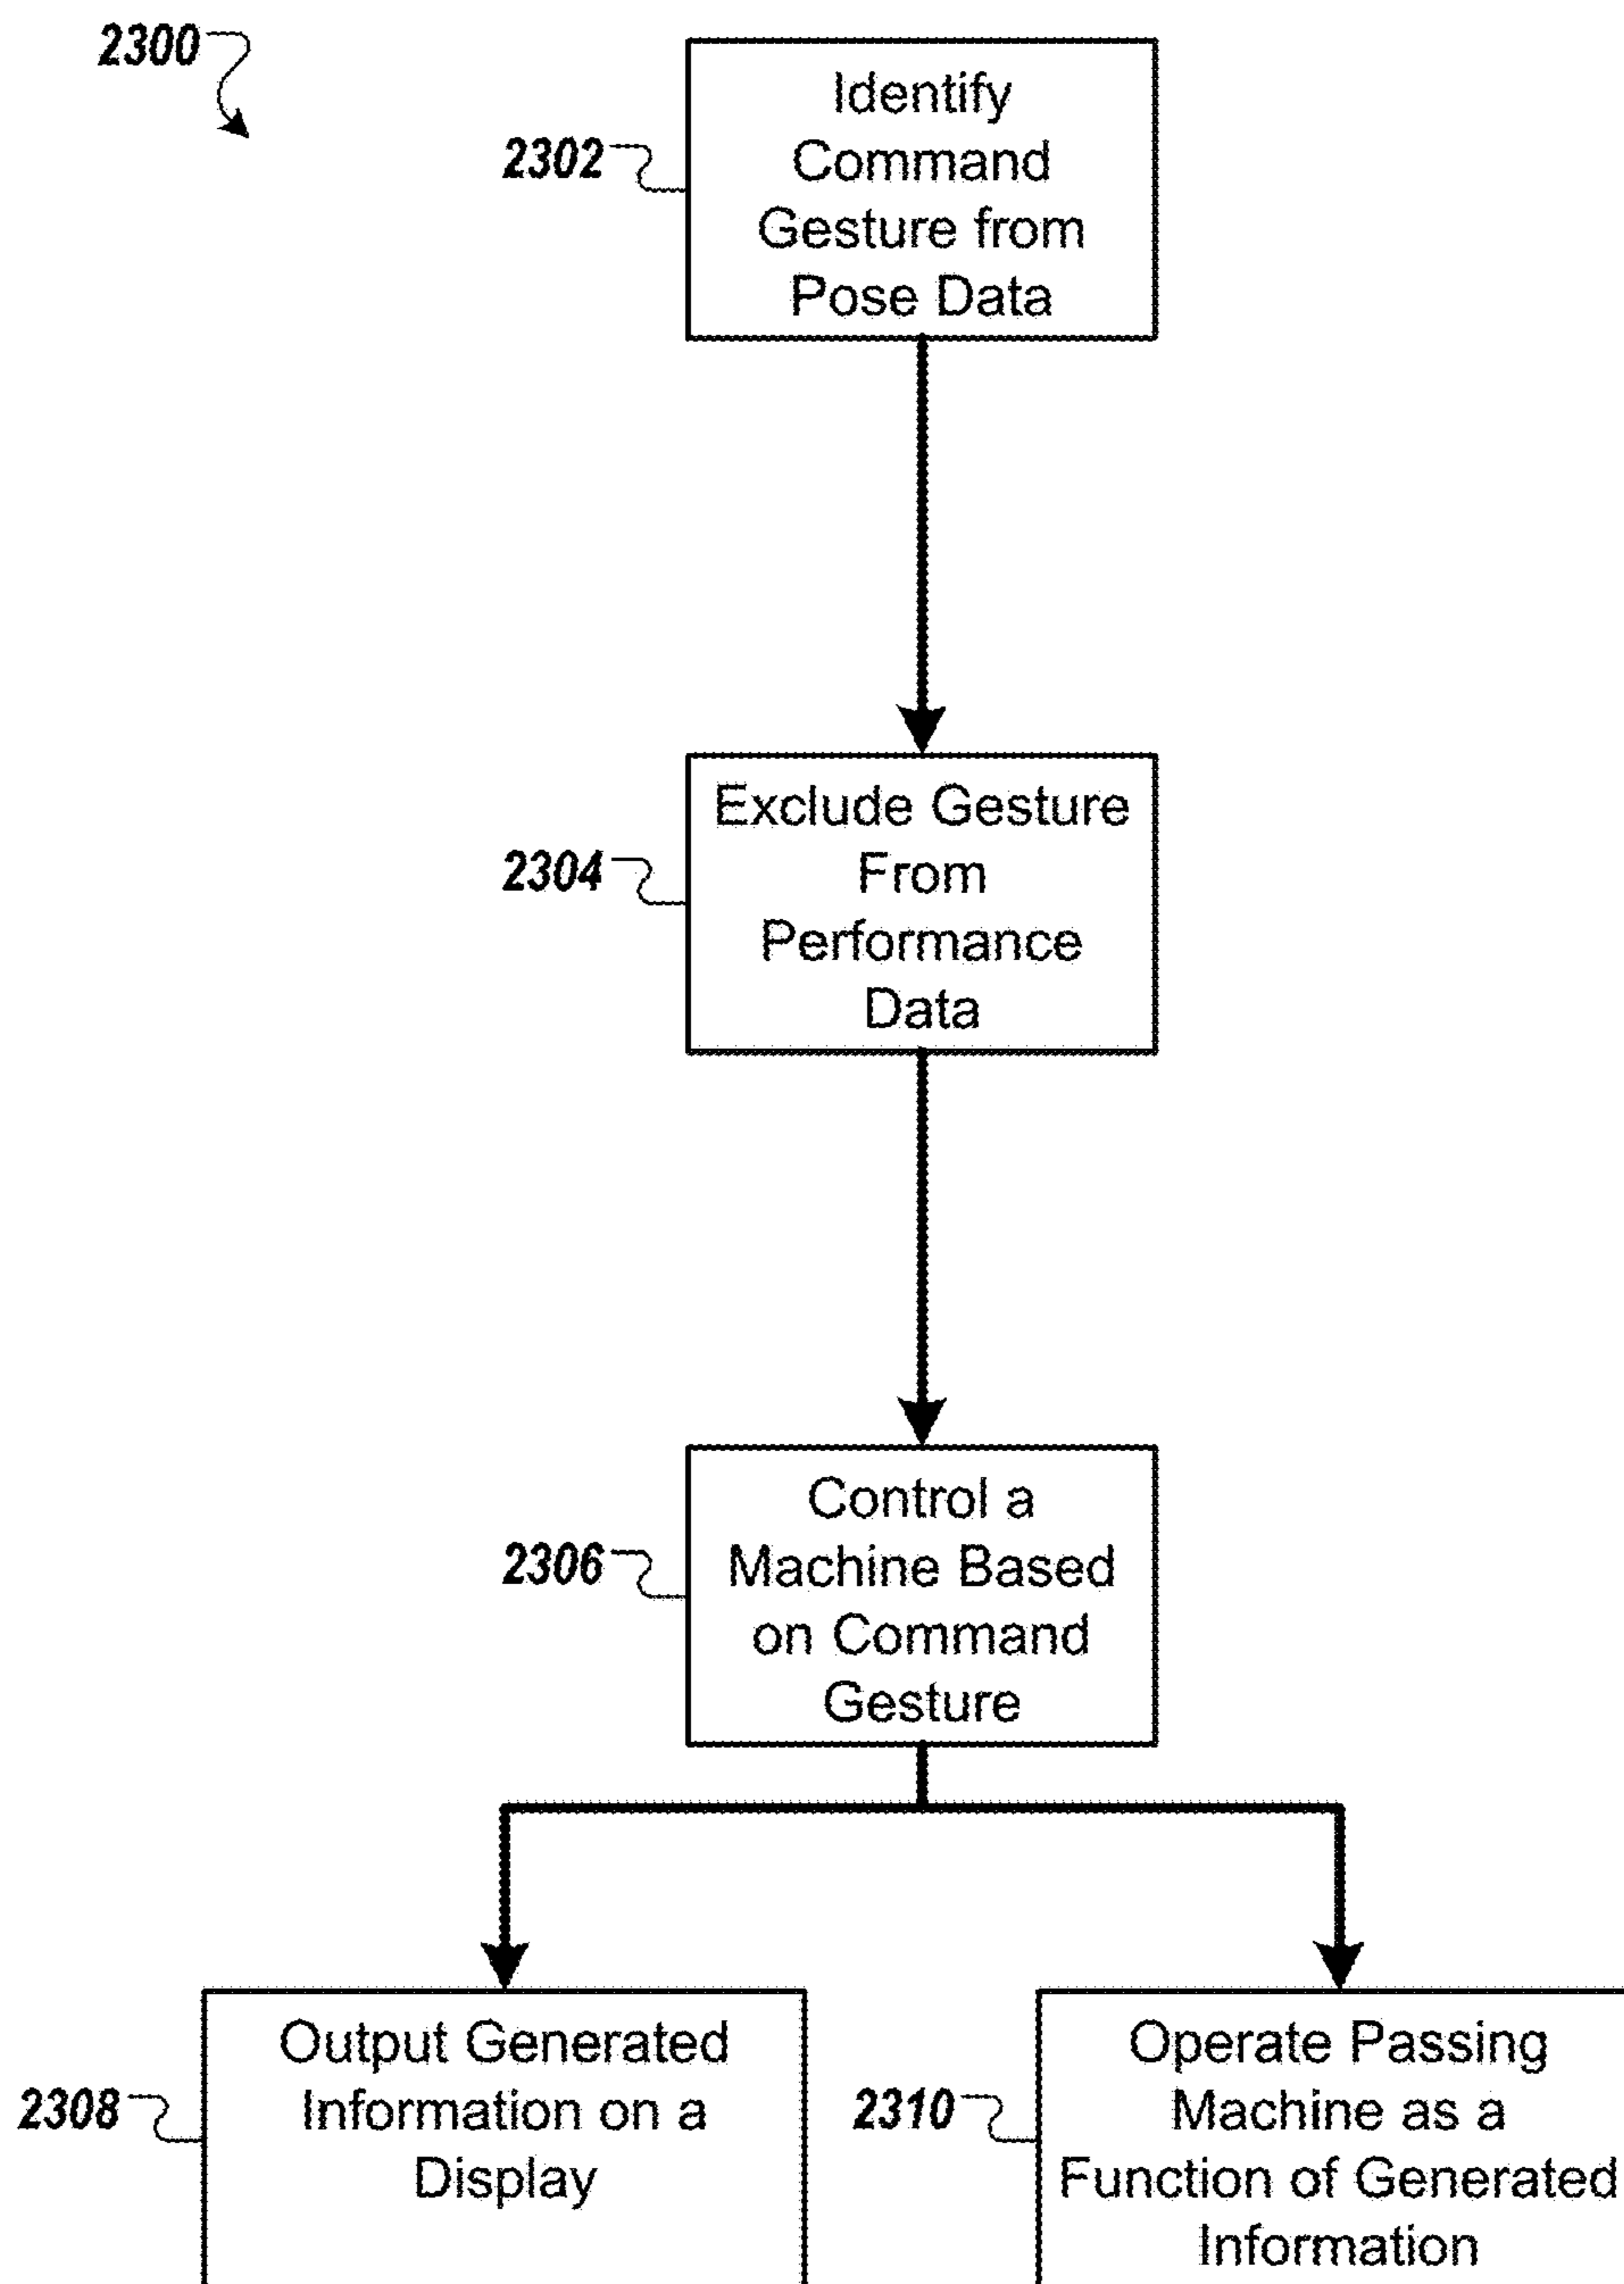 2300
2302
Identify
Command
Gesture from
Pose Data
2304
Exclude Gesture
From
Performance
Data
2306
Control a
Machine Based
on Command
Gesture
2308
Output Generated
Information on a
Display
2310
Operate Passing
Machine as a
Function of Generated
Information